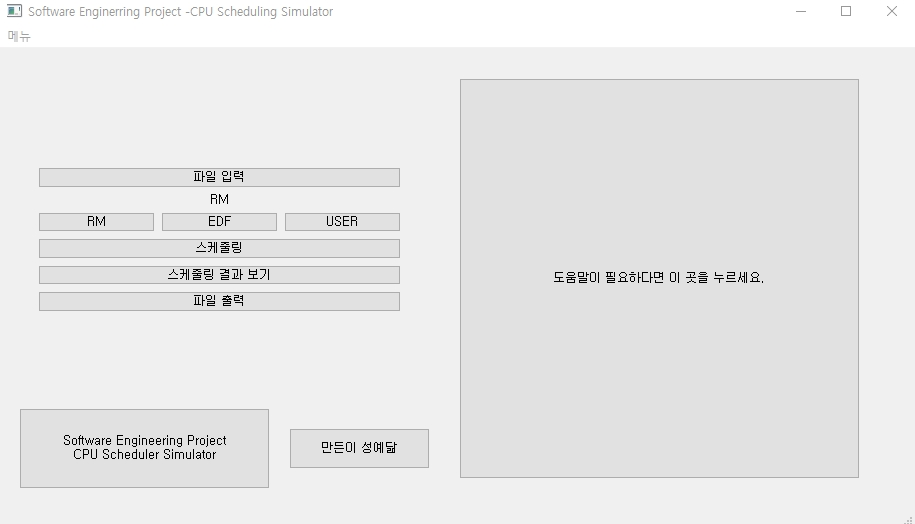 Software Enginerring Project -CPU Scheduling Simulator
메뉴
파일 입력
RM
RM EDF USER
스케줄링
스케줄링 결과 보기
파일 출력
도움말이 필요하다면 이 곳을 누르세요.
Software Engineering Project
CPU Scheduler Simulator
만든이 성예닮